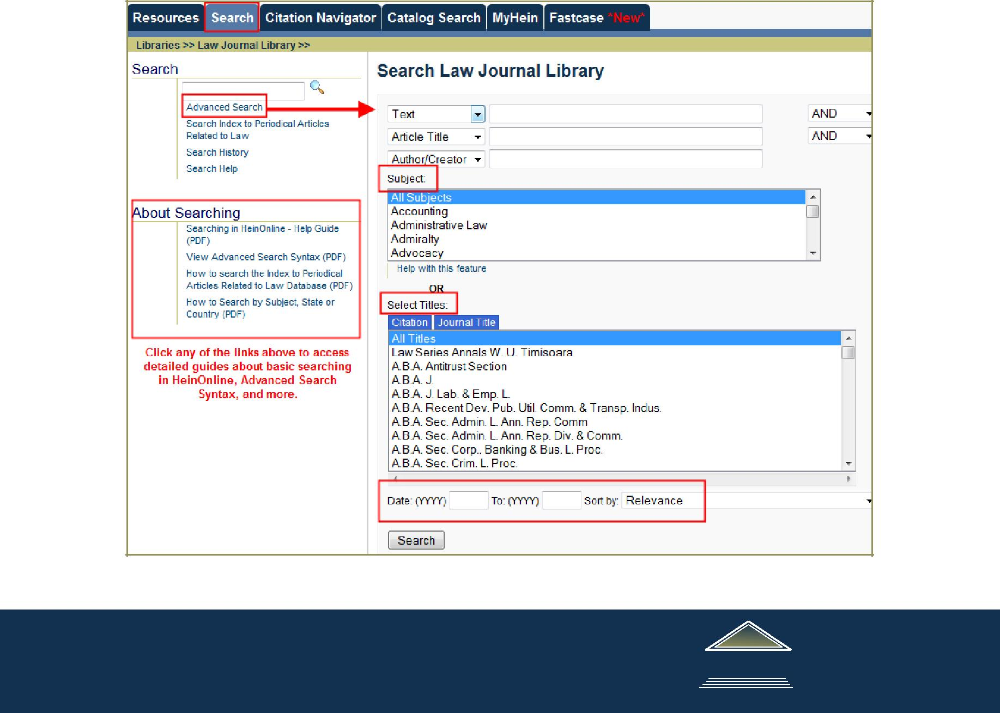 Resources Search Citation Navigator Catalog Search MyHein Fastcase *New*
Libraries >> Law Journal Library >>
Search
Advanced Search
Search Index to Periodical Articles
Related to Law
Search History
Search Help
About Searching
Searching in HeinOnline - Help Guide
(PDF)
View Advanced Search Syntax (PDF)
How to search the Index to Periodical
Articles Related to Law Database (PDF)
How to Search by Subject, State or
Country (PDF)
Click any of the links above to access
detailed guides about basic searching
in HeinOnline, Advanced Search
Syntax, and more.
Search Law Journal Library
Text AND
Article Title AND
Author/Creator
Subject:
All Subjects
Accounting
Administrative Law
Admiralty
Advocacy
Help with this feature
OR
Select Titles:
Citation Journal Title
All Titles
Law Series Annals W. U. Timisoara
A.B.A. Antitrust Section
A.B.A. J.
A.B.A. J. Lab. & Emp. L.
A.B.A. Recent Dev. Pub. Util. Comm. & Transp. Indus.
A.B.A. Sec. Admin. L. Ann. Rep. Comm
A.B.A. Sec. Admin. L. Ann. Rep. Div. & Comm.
A.B.A. Sec. Corp., Banking & Bus. L. Proc.
A.B.A. Sec. Crim. L. Proc.
Date: (YYYY) To: (YYYY) Sort by: Relevance
Search